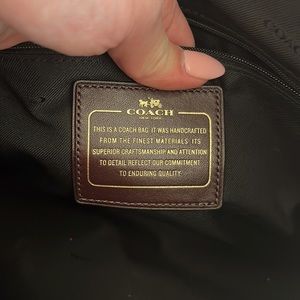 COACH
NEW YORK
THIS IS A COACH BAG. IT WAS HANDCRAFTED
FROM THE FINEST MATERIALS. ITS
SUPERIOR CRAFTSMANSHIP AND ATTENTION
TO DETAIL REFLECT OUR COMMITMENT
TO ENDURING QUALITY.